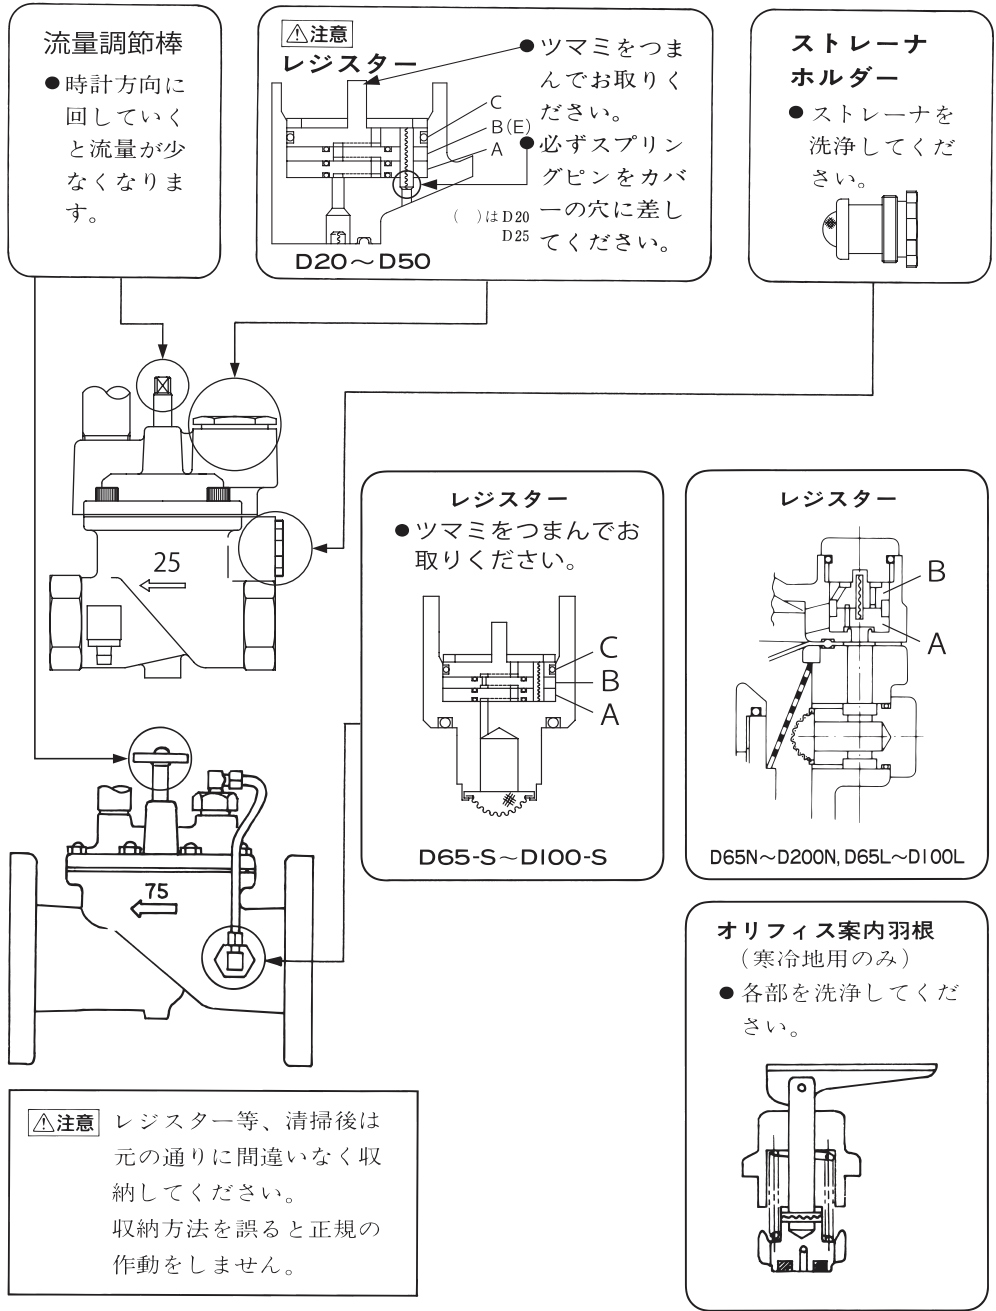 流量調節棒
●時計方向に
回していく
と流量が少
なくなりま
す。
⚠注意
レジスター
●ツマミをつま
んでお取りく
ださい。
●必ずスプリン
グピンをカバ
ーの穴に差し
てください。
C
B(E)
A
( )はD20
D25
D20～D50
ストレーナ
ホルダー
●ストレーナを
洗浄してくだ
さい。
25
レジスター
●ツマミをつまんでお
取りください。
C
B
A
D65-S～D100-S
レジスター
B
A
D65N～D200N, D65L～D100L
75
オリフィス案内羽根
(寒冷地用のみ)
●各部を洗浄してくだ
さい。
⚠注意 レジスター等、清掃後は
元の通りに間違いなく収
納してください。
収納方法を誤ると正規の
作動をしません。